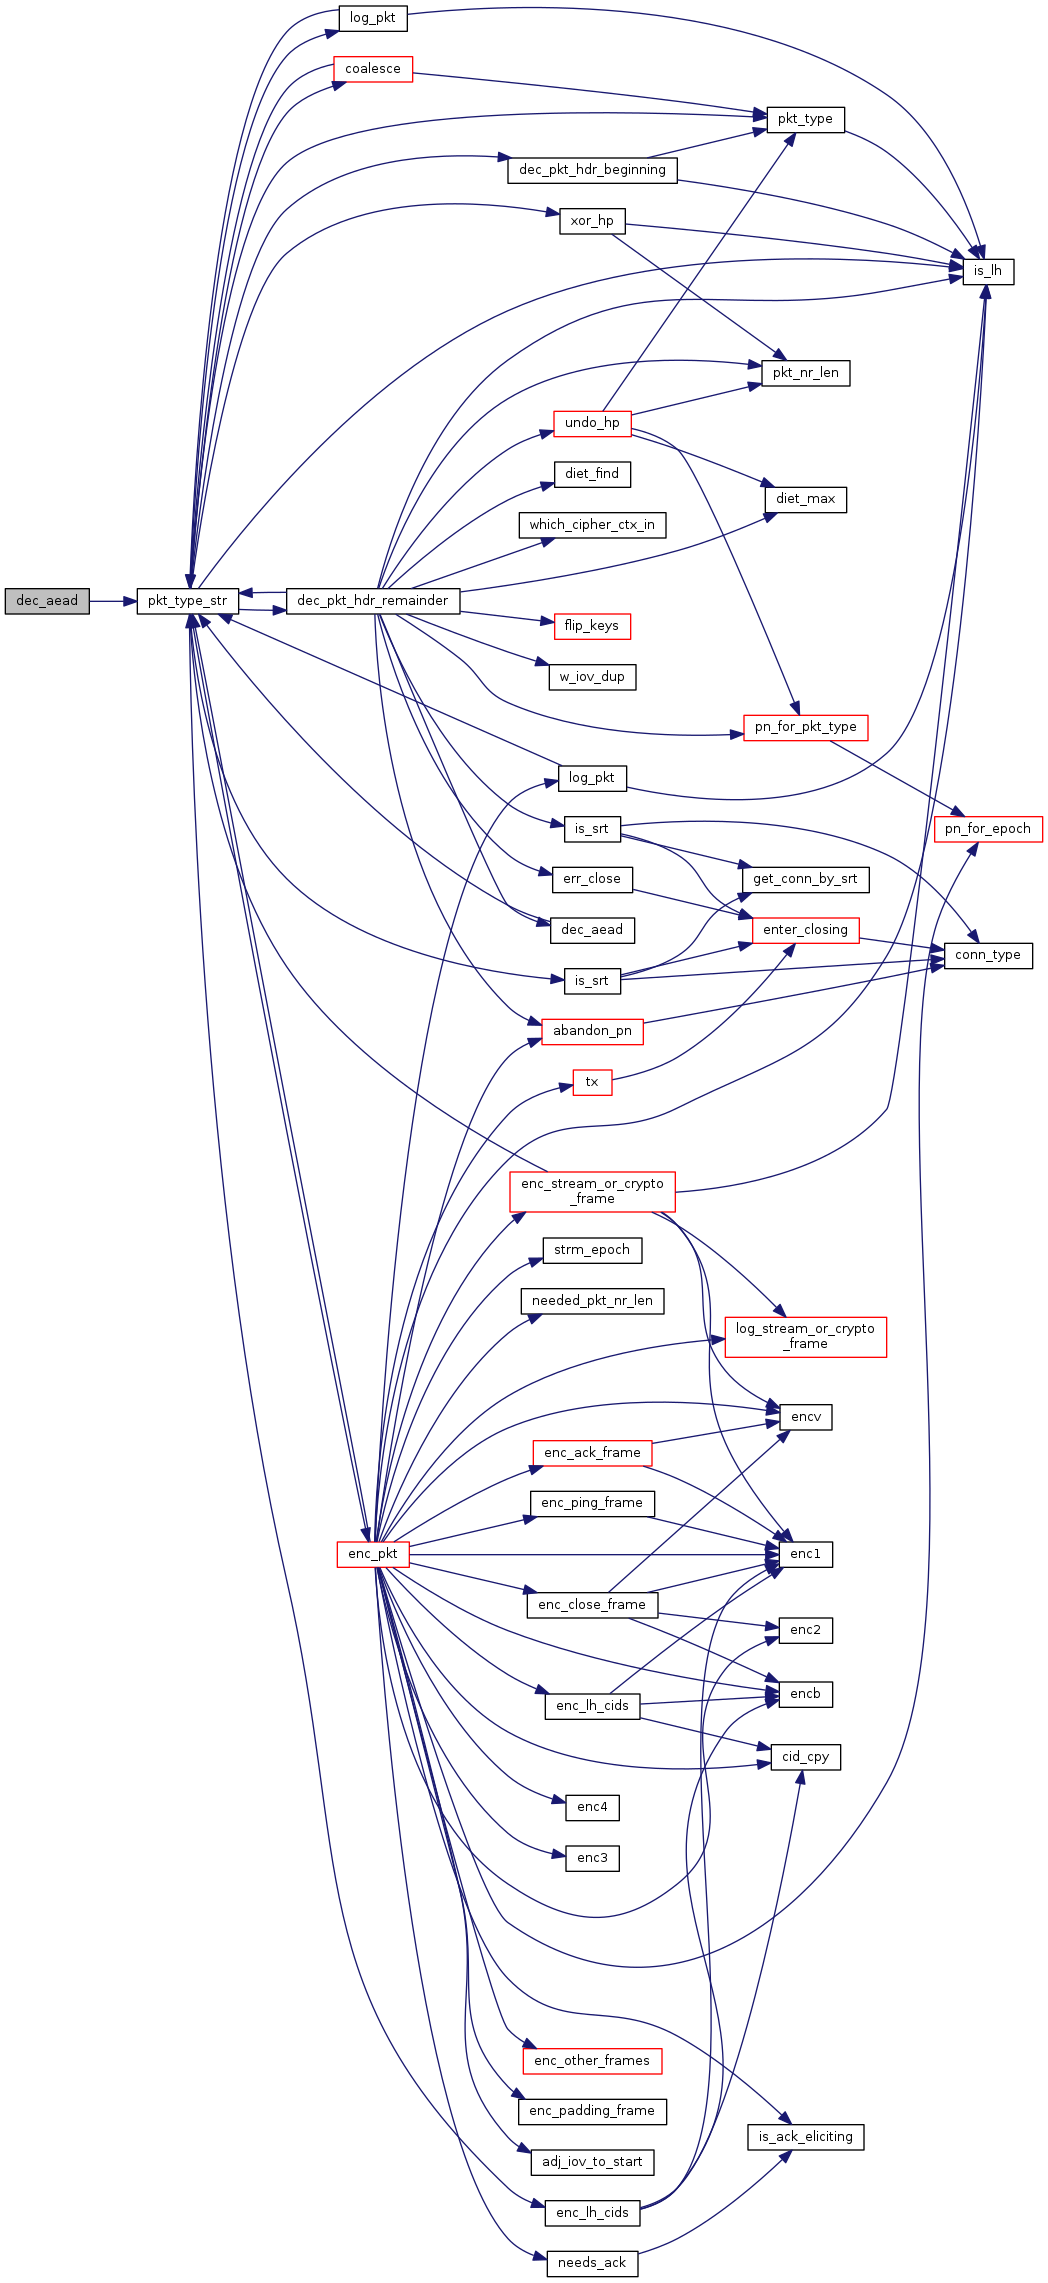 log_pkt
coalesce
pkt_type
dec_pkt_hdr_beginning
xor_hp
is_lh
pkt_nr_len
undo_hp
diet_find
diet_max
which_cipher_ctx_in
dec_aead
pkt_type_str
dec_pkt_hdr_remainder
flip_keys
w_iov_dup
pn_for_pkt_type
log_pkt
is_srt
pn_for_epoch
err_close
get_conn_by_srt
dec_aead
enter_closing
conn_type
is_srt
abandon_pn
tx
enc_stream_or_crypto
_frame
strm_epoch
needed_pkt_nr_len
log_stream_or_crypto
_frame
encv
enc_ack_frame
enc_ping_frame
enc_pkt
enc1
enc_close_frame
enc2
encb
enc_lh_cids
cid_cpy
enc4
enc3
enc_other_frames
enc_padding_frame
is_ack_eliciting
adj_iov_to_start
enc_lh_cids
needs_ack